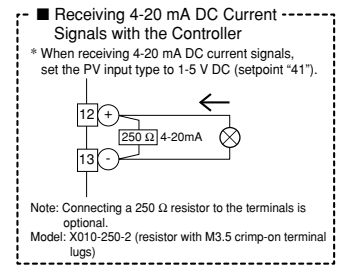 ■ Receiving 4-20 mA DC Current
Signals with the Controller
* When receiving 4-20 mA DC current signals,
set the PV input type to 1-5 V DC (setpoint “41”).
12 +
250 Ω 4-20mA
13 -
Note: Connecting a 250 Ω resistor to the terminals is
optional.
Model: X010-250-2 (resistor with M3.5 crimp-on terminal
lugs)